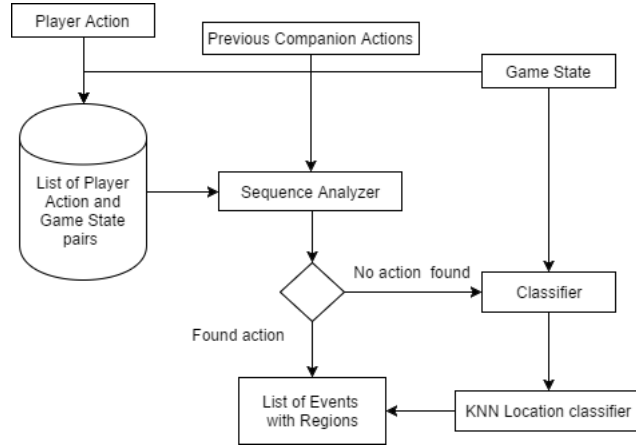 Player Action
Previous Companion Actions
Game State
List of Player
Action and
Game State
pairs
Sequence Analyzer
No action found
Classifier
Found action
List of Events
with Regions
KNN Location classifier